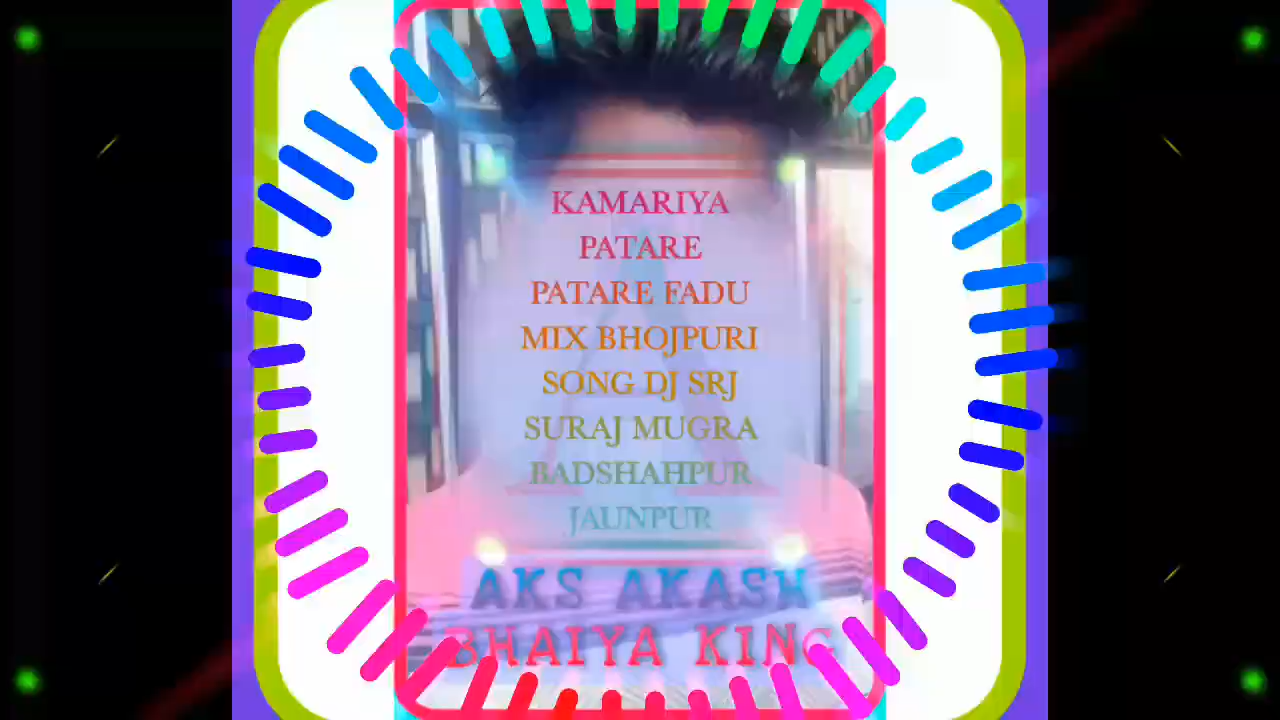 KAMARIYA
PATARE
PATARE FADU
MIX BHOJPURI
SONG DJ SRJ
SURAJ MUGRA
BADSHAHPUR
JAUNPUR
AKS AKASH
BHAIYA KING